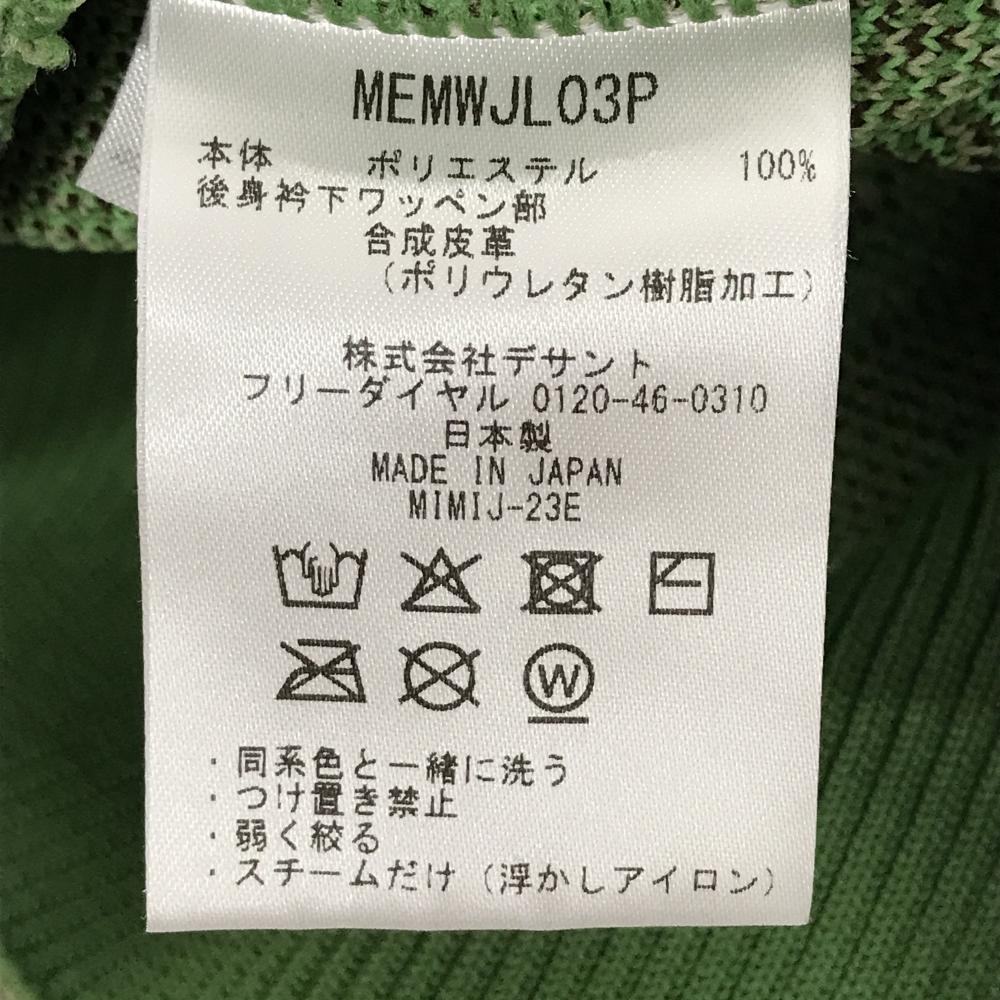 MEMWJL03P
本体 ポリエステル 100%
後身衿下ワッペン部
合成皮革
(ポリウレタン樹脂加工)
株式会社デサント
フリーダイヤル 0120-46-0310
日本製
MADE IN JAPAN
MIMIJ-23E
W
・同系色と一緒に洗う
・つけ置き禁止
・弱く絞る
・スチームだけ(浮かしアイロン)